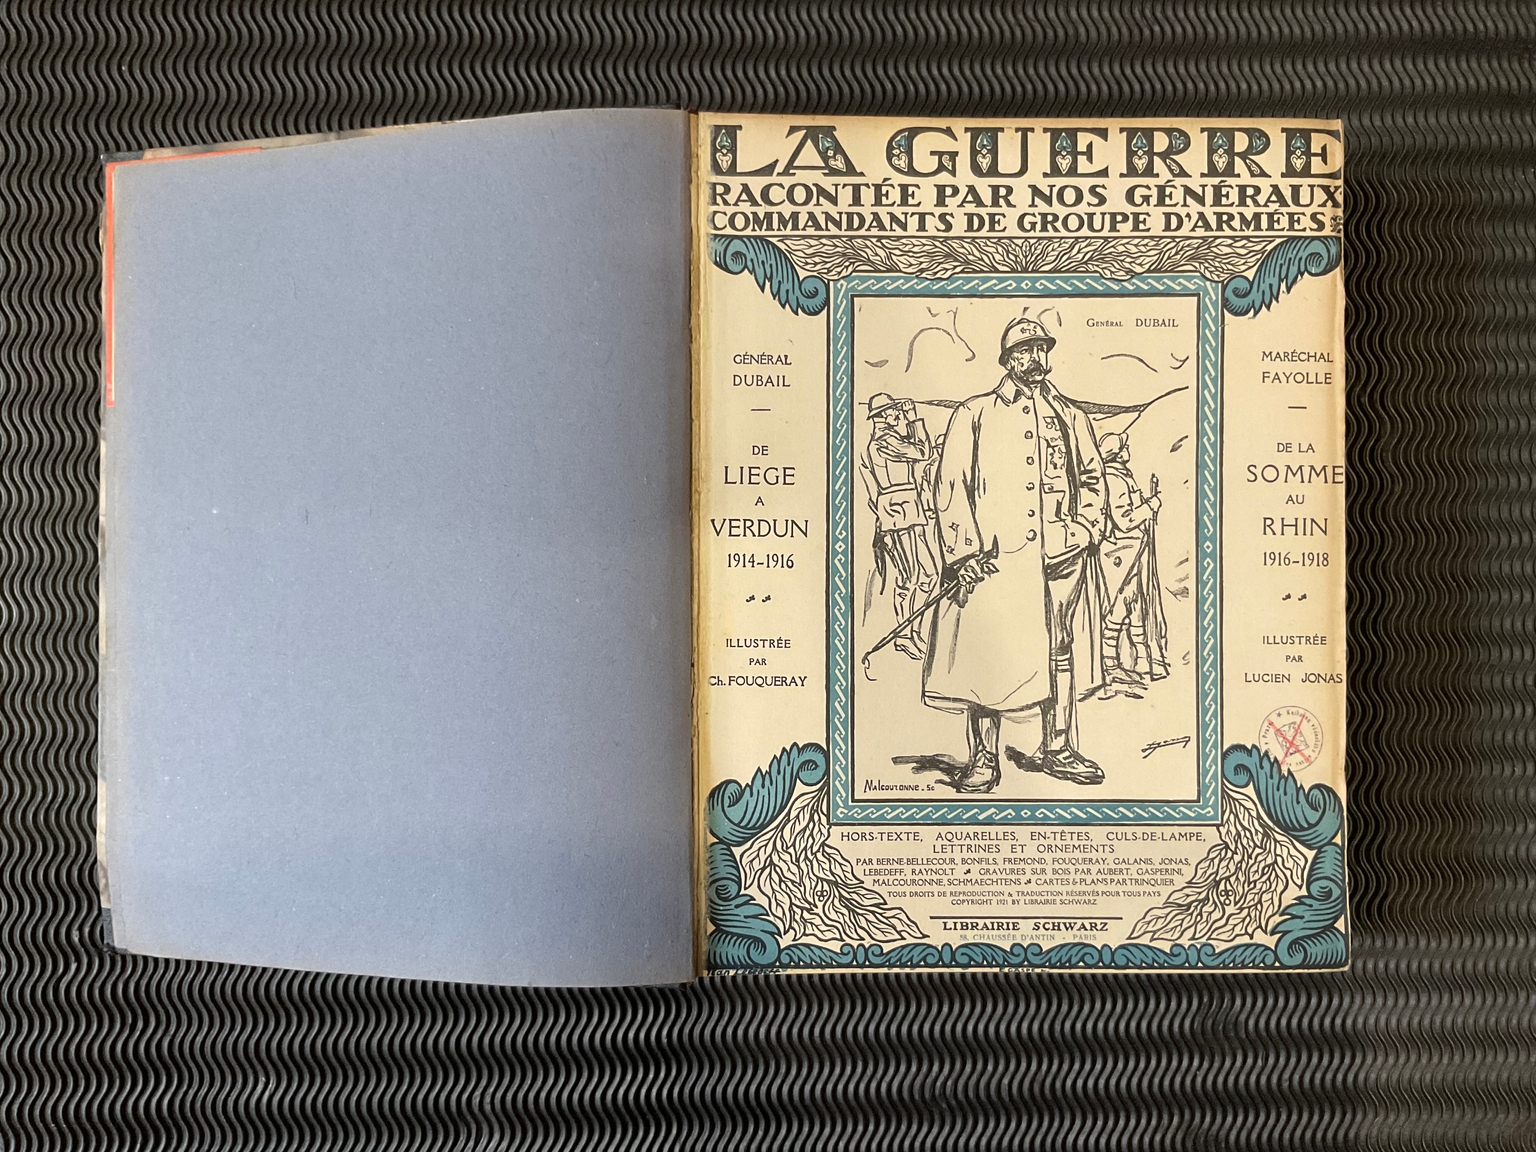 LA GUERRE
RACONTÉE PAR NOS GÉNÉRAUX
COMMANDANTS DE GROUPE D'ARMÉES
GÉNÉRAL
DUBAIL
—
DE
LIEGE
A
VERDUN
1914-1916
ILLUSTRÉE
PAR
Ch. FOUQUERAY
GENÉRAL DUBAIL
Malcouronne. Sc
MARÉCHAL
FAYOLLE
—
DE LA
SOMME
AU
RHIN
1916-1918
ILLUSTRÉE
PAR
LUCIEN JONAS
HORS-TEXTE, AQUARELLES, EN-TÊTES, CULS-DE-LAMPE,
LETTRINES ET ORNEMENTS
PAR BERNE-BELLECOUR, BONFILS, FREMOND, FOUQUERAY, GALANIS, JONAS,
LEBEDEFF, RAYNOLT GRAVURES SUR BOIS PAR AUBERT, GASPERINI,
MALCOURONNE, SCHMAECHTENS CARTES & PLANS PAR TRINQUIER
TOUS DROITS DE REPRODUCTION & TRADUCTION RÉSERVÉS POUR TOUS PAYS
COPYRIGHT 1921 BY LIBRAIRIE SCHWARZ
LIBRAIRIE SCHWARZ
58, CHAUSSÉE D'ANTIN - PARIS